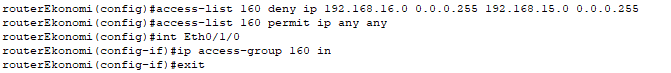 routerEkonomi(config)#access-list 160 deny ip 192.168.16.0 0.0.0.255 192.168.15.0 0.0.0.255
routerEkonomi(config)#access-list 160 permit ip any any
routerEkonomi(config)#int Eth0/1/0
routerEkonomi(config-if)#ip access-group 160 in
routerEkonomi(config-if)#exit